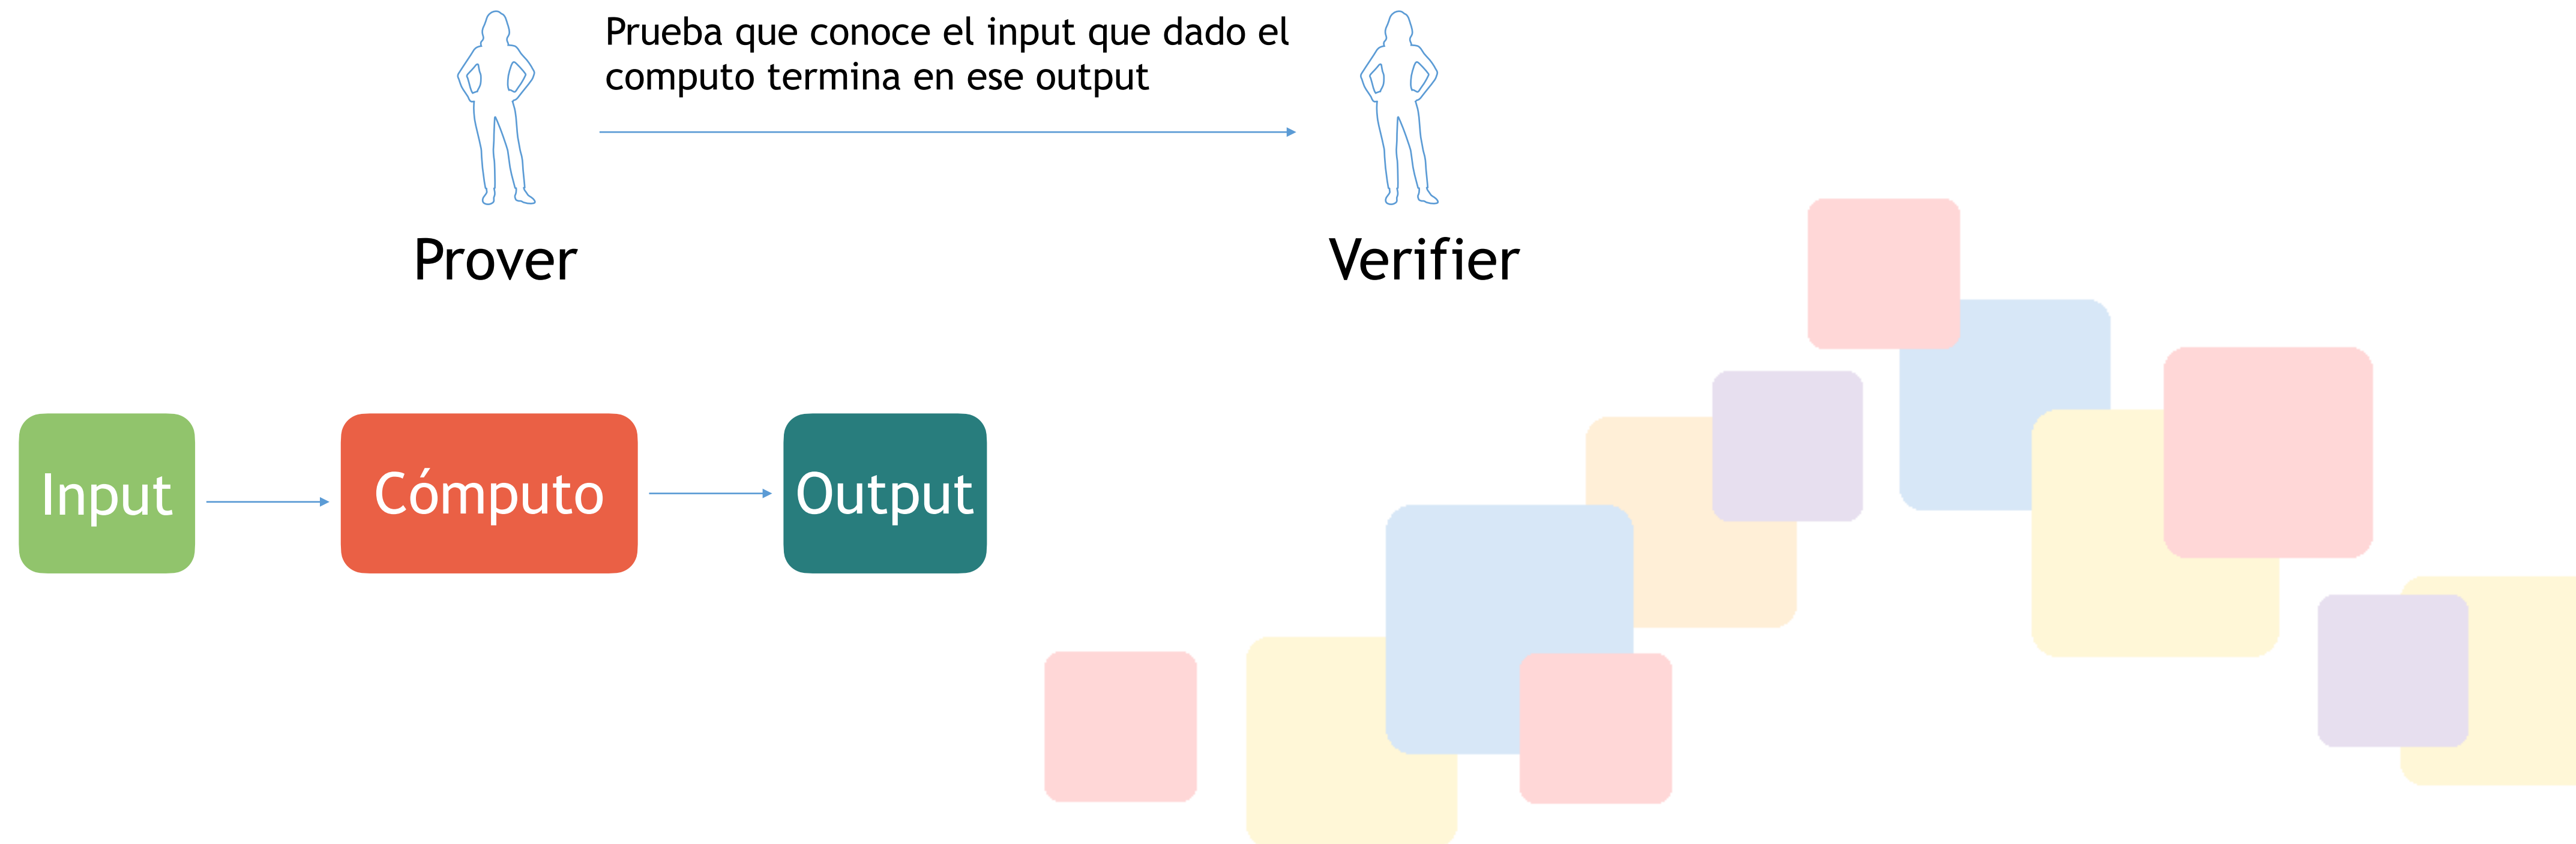 Prueba que conoce el input que dado el
computo termina en ese output
Prover
Verifier
Input
Cómputo
Output